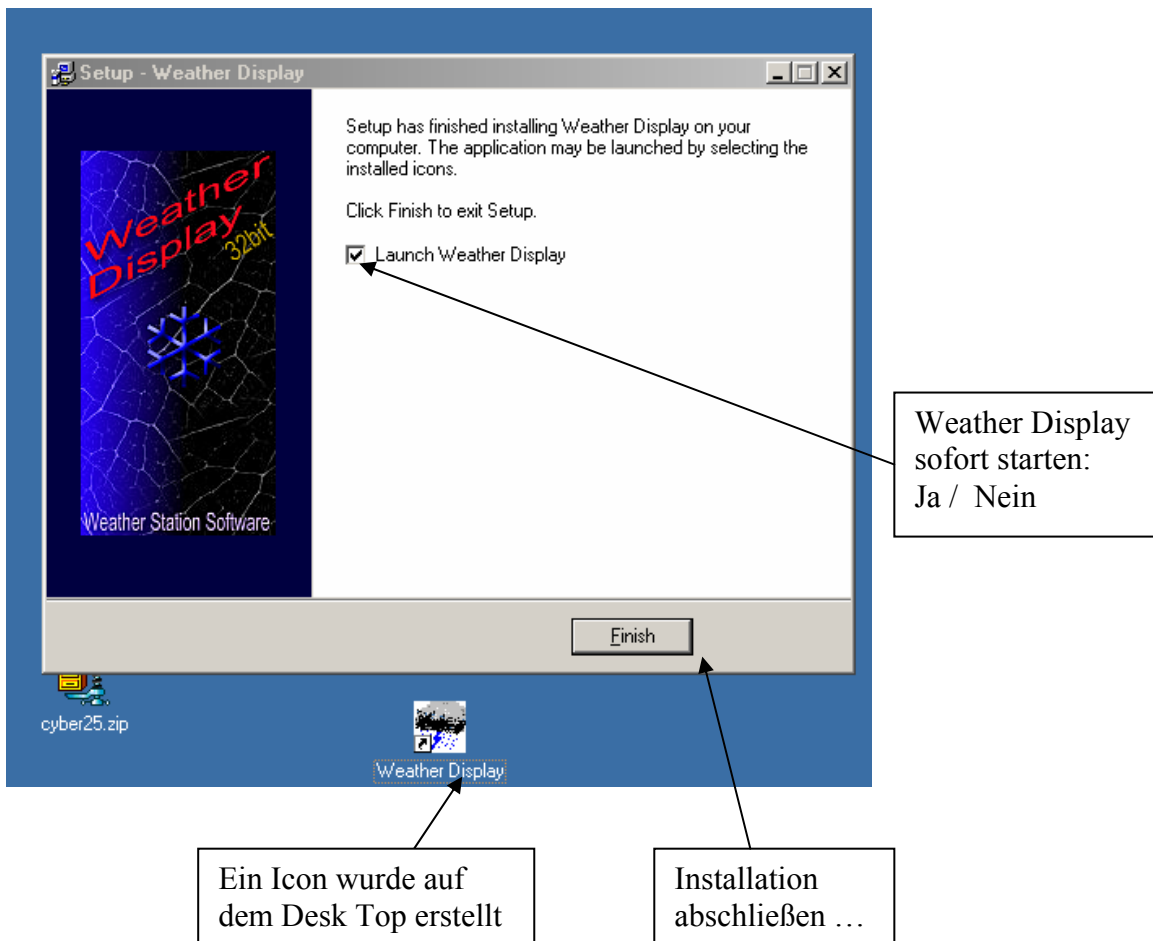 Setup - Weather Display
Weather
Display
32bit
Weather Station Software
Setup has finished installing Weather Display on your
computer. The application may be launched by selecting the
installed icons.
Click Finish to exit Setup.
Launch Weather Display
Finish
Weather Display
sofort starten:
Ja / Nein
cyber25.zip
Weather Display
Ein Icon wurde auf
dem Desk Top erstellt
Installation
abschließen …